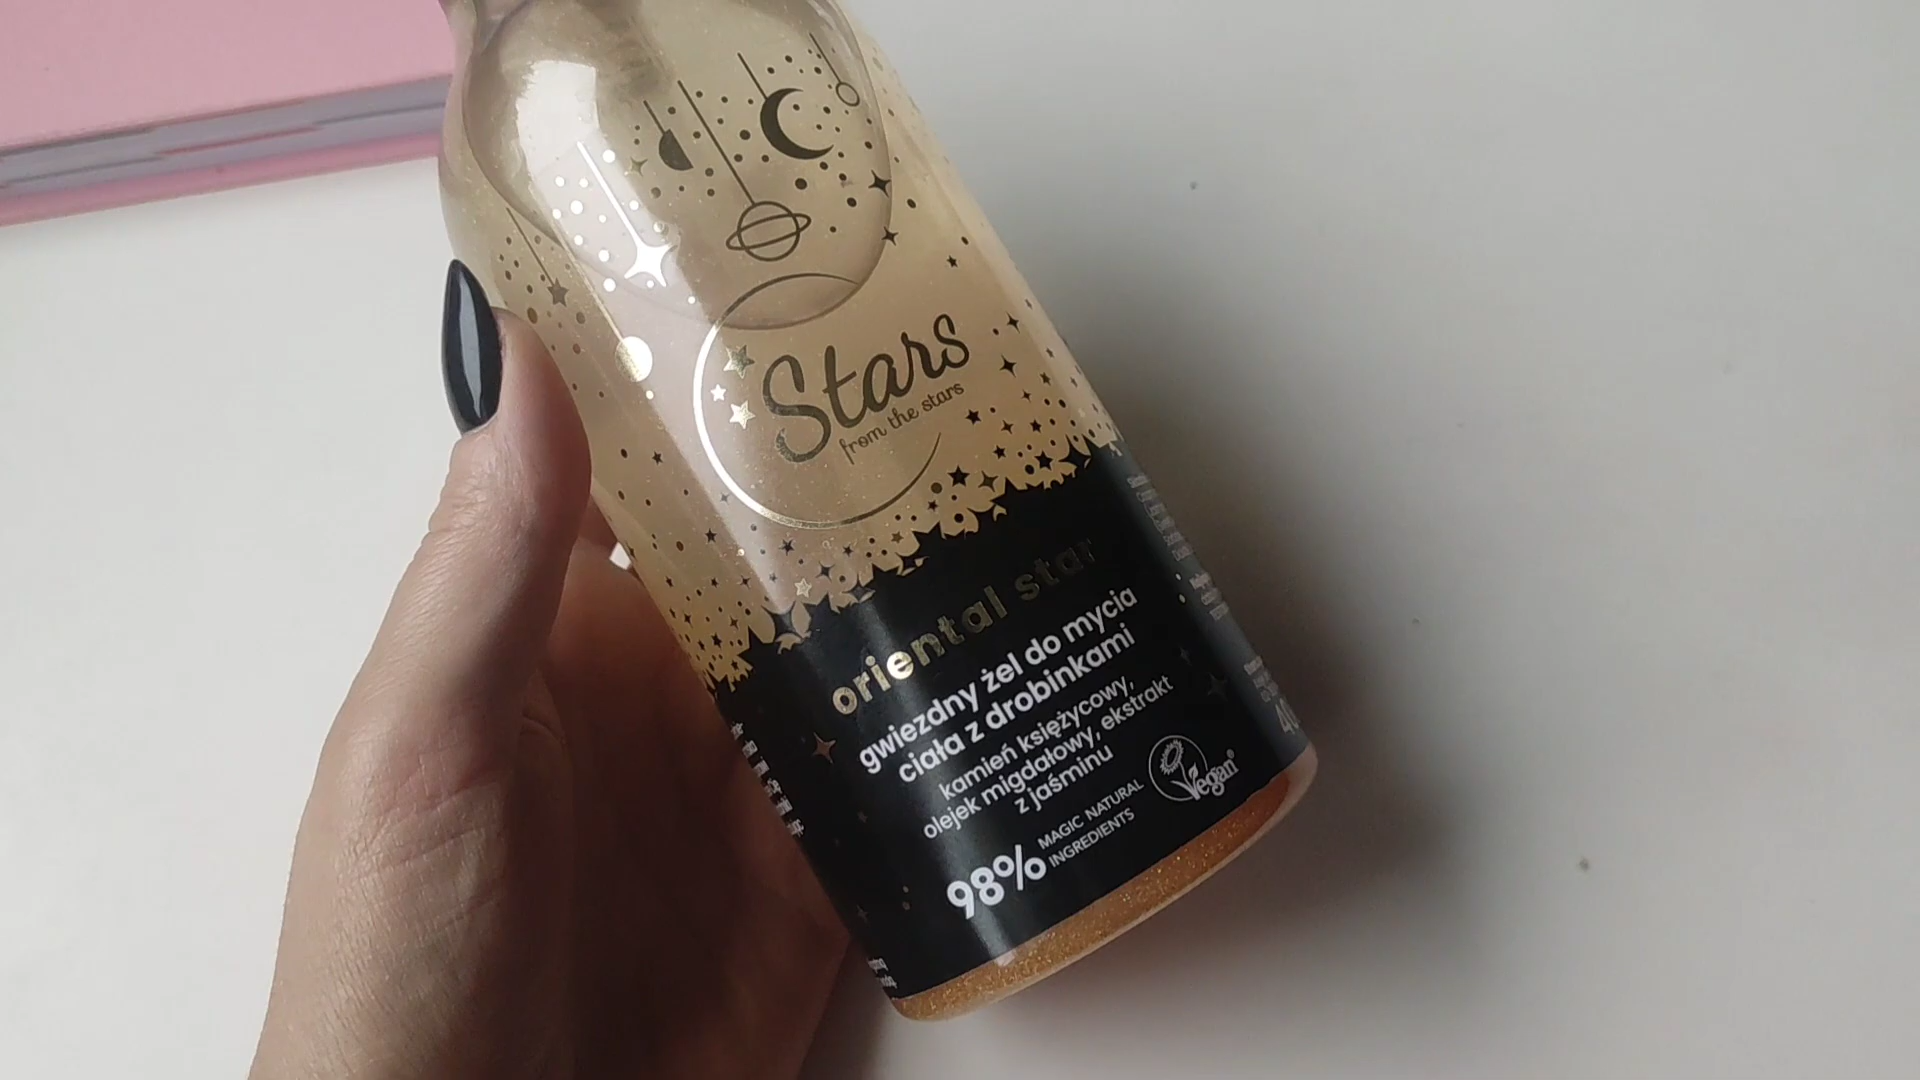 Stars
from the stars
oriental star
gwiezdny żel do mycia
ciała z drobinkami
kamień księżycowy,
olejek migdałowy, ekstrakt
z jaśminu
98% MAGIC NATURAL
INGREDIENTS
Vegan